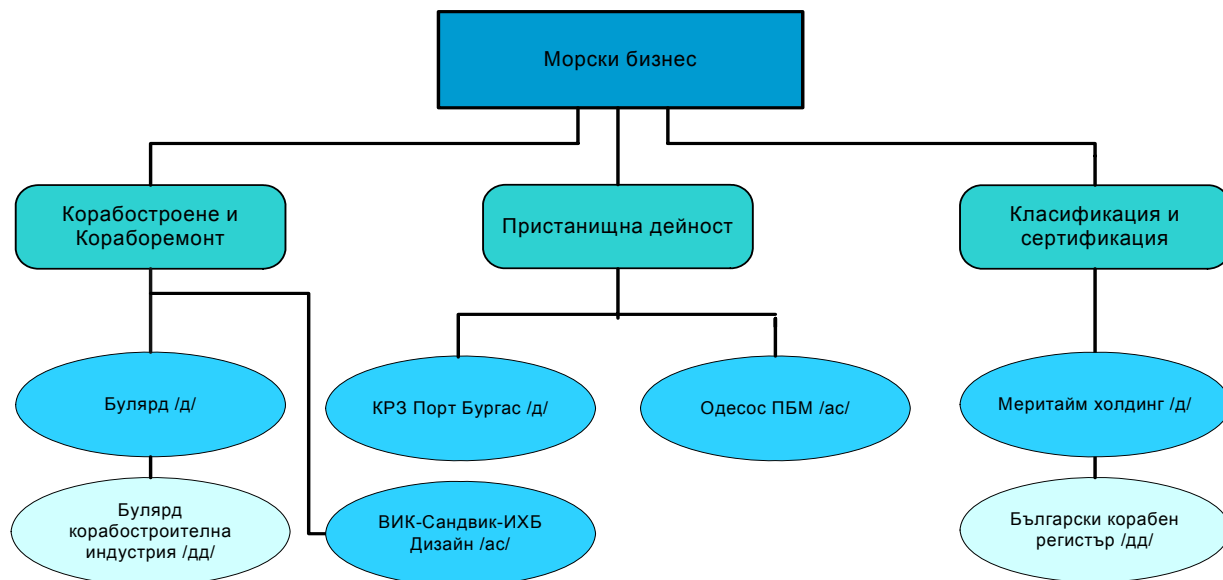 Морски бизнес
Корабостроене и
Кораборемонт
Пристанищна дейност
Класификация и
сертификация
Булярд /д/
КРЗ Порт Бургас /д/
Одесос ПБМ /ас/
Меритайм холдинг /д/
Булярд
корабостроителна
индустрия /дд/
ВИК-Сандвик-ИХБ
Дизайн /ас/
Български корабен
регистър /дд/